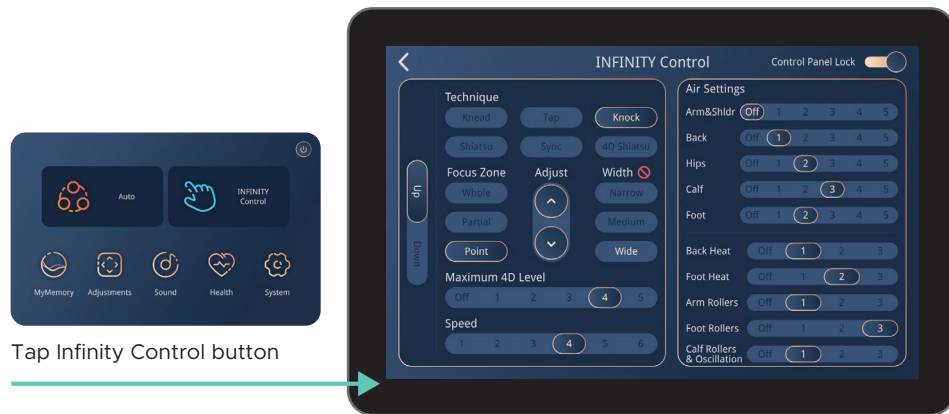 Auto
INFINITY
Control
MyMemory Adjustments Sound Health System
Tap Infinity Control button
INFINITY Control
Control Panel Lock
Up
Down
Technique
Knead Tap Knock
Shiatsu Sync 4D Shiatsu
Focus Zone Adjust Width
Whole Narrow
Partial Medium
Point Wide
Maximum 4D Level
Off 1 2 3 4 5
Speed
1 2 3 4 5 6
Air Settings
Arm&Shldr Off 1 2 3 4 5
Back Off 1 2 3 4 5
Hips Off 1 2 3 4 5
Calf Off 1 2 3 4 5
Foot Off 1 2 3 4 5
Back Heat Off 1 2 3
Foot Heat Off 1 2 3
Arm Rollers Off 1 2 3
Foot Rollers Off 1 2 3
Calf Rollers
& Oscillation Off 1 2 3